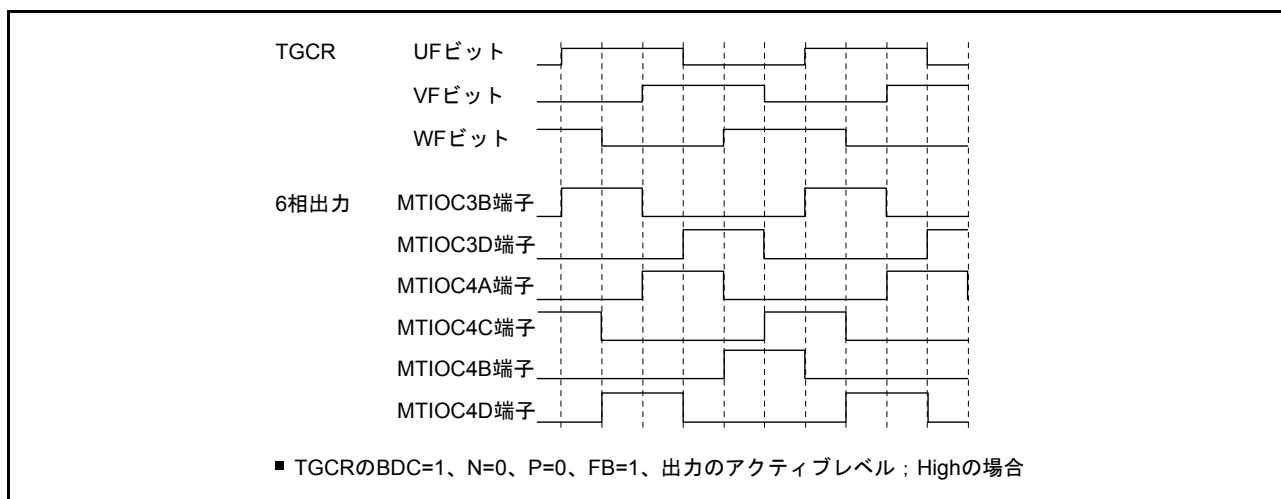 TGCR UFビット
VFビット
WFビット
6相出力 MTIOC3B端子
MTIOC3D端子
MTIOC4A端子
MTIOC4C端子
MTIOC4B端子
MTIOC4D端子
■ TGCRのBDC=1、N=0、P=0、FB=1、出力のアクティブレベル；Highの場合